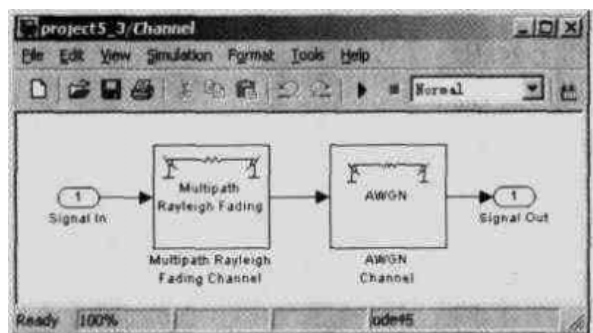 project5_3/Channel
File Edit View Simulation Format Tools Help
Normal
1
Signal In
Multipath
Rayleigh Fading
Multipath Rayleigh
Fading Channel
AWGN
AWGN
Channel
1
Signal Out
Ready 100% ode45